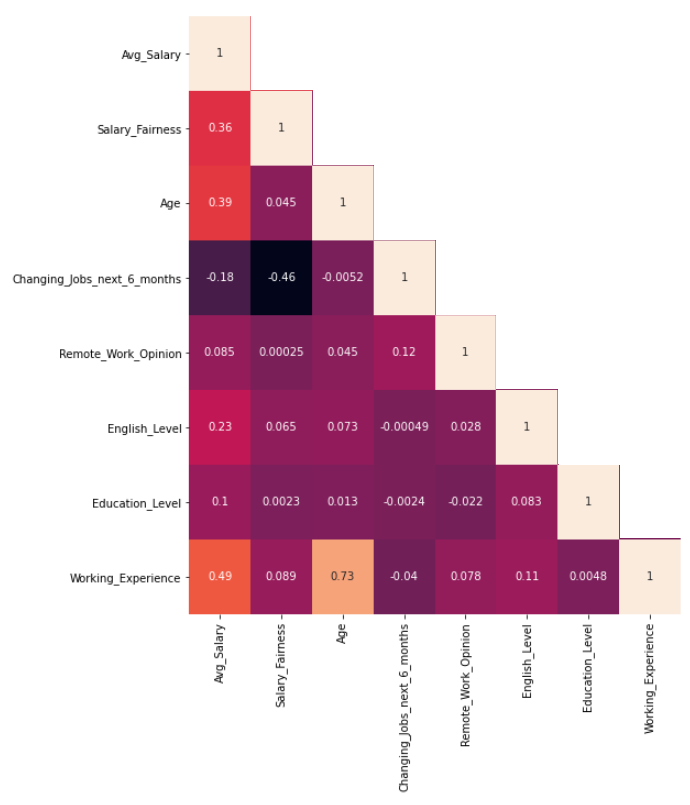 Avg_Salary 1
Salary_Fairness 0.36 1
Age 0.39 0.045 1
Changing_Jobs_next_6_months -0.18 -0.46 -0.0052 1
Remote_Work_Opinion 0.085 0.00025 0.045 0.12 1
English_Level 0.23 0.065 0.073 -0.00049 0.028 1
Education_Level 0.1 0.0023 0.013 -0.0024 -0.022 0.083 1
Working_Experience 0.49 0.089 0.73 -0.04 0.078 0.11 0.0048 1
Avg_Salary
Salary_Fairness
Age
Changing_Jobs_next_6_months
Remote_Work_Opinion
English_Level
Education_Level
Working_Experience